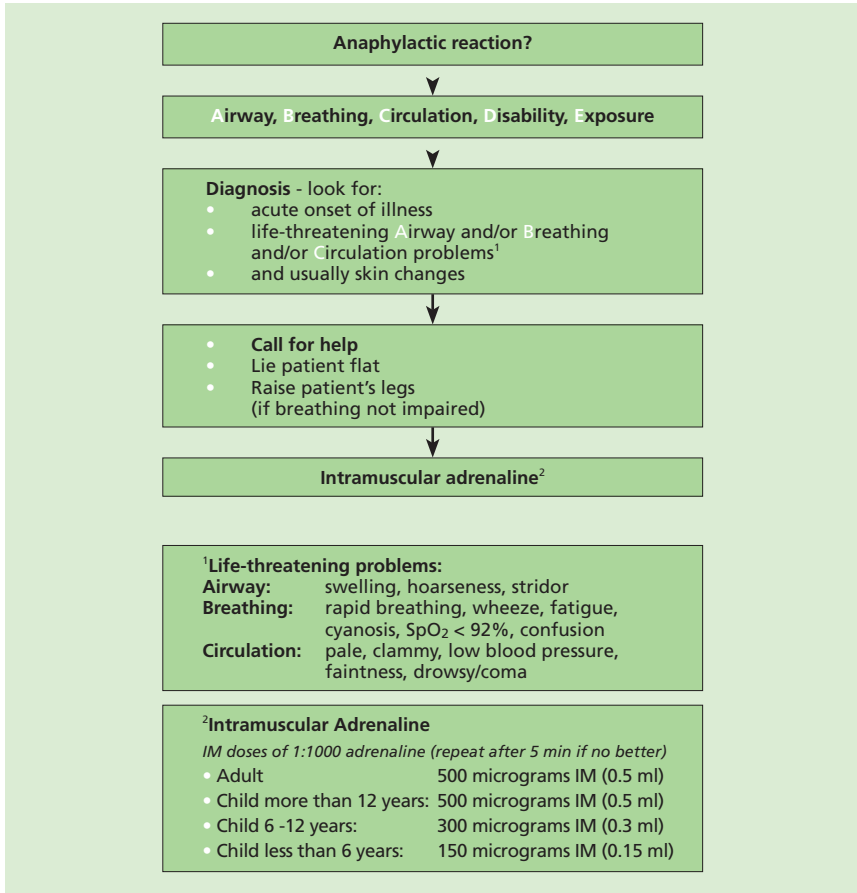 Anaphylactic reaction?
Airway, Breathing, Circulation, Disability, Exposure
Diagnosis - look for:
• acute onset of illness
• life-threatening Airway and/or Breathing
and/or Circulation problems¹
• and usually skin changes
• Call for help
• Lie patient flat
• Raise patient's legs
(if breathing not impaired)
Intramuscular adrenaline²
¹Life-threatening problems:
Airway: swelling, hoarseness, stridor
Breathing: rapid breathing, wheeze, fatigue,
cyanosis, SpO₂ < 92%, confusion
Circulation: pale, clammy, low blood pressure,
faintness, drowsy/coma
²Intramuscular Adrenaline
IM doses of 1:1000 adrenaline (repeat after 5 min if no better)
• Adult 500 micrograms IM (0.5 ml)
• Child more than 12 years: 500 micrograms IM (0.5 ml)
• Child 6 -12 years: 300 micrograms IM (0.3 ml)
• Child less than 6 years: 150 micrograms IM (0.15 ml)